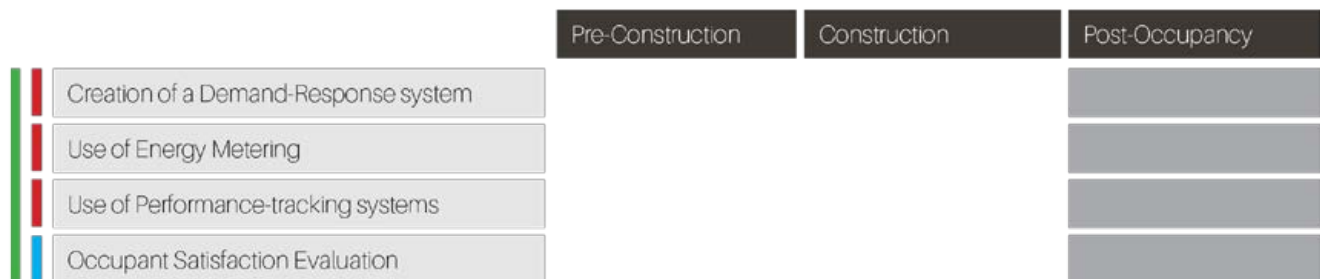 Pre-Construction Construction Post-Occupancy
Creation of a Demand-Response system
Use of Energy Metering
Use of Performance-tracking systems
Occupant Satisfaction Evaluation